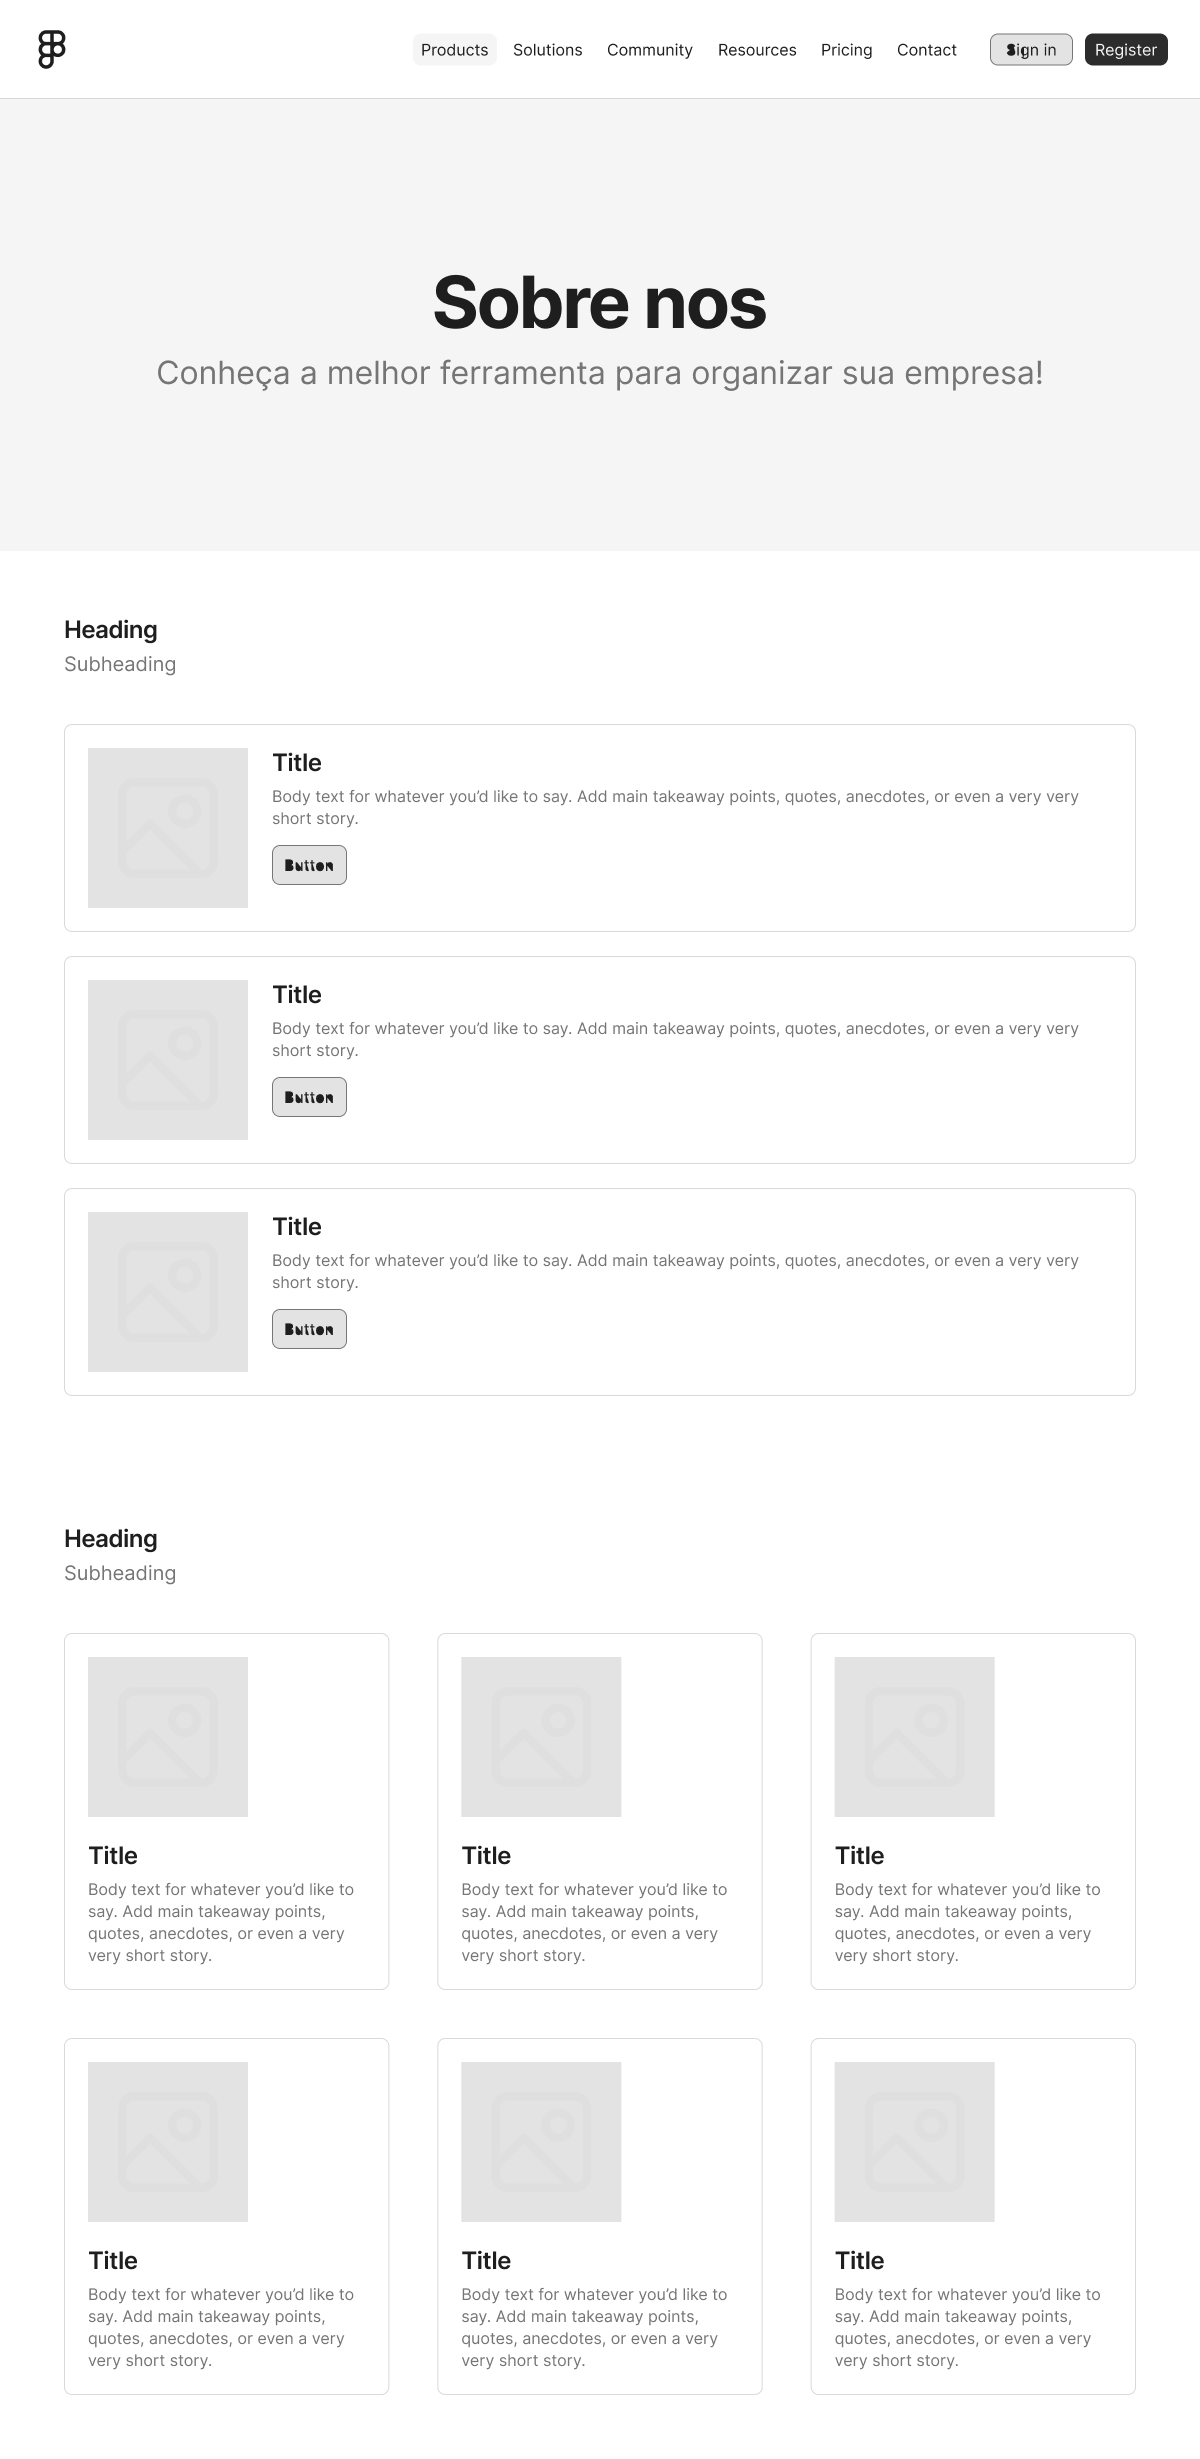 Products Solutions Community Resources Pricing Contact Sign in Register
Sobre nos
Conheça a melhor ferramenta para organizar sua empresa!
Heading
Subheading
Title
Body text for whatever you’d like to say. Add main takeaway points, quotes, anecdotes, or even a very very
short story.
Button
Title
Body text for whatever you’d like to say. Add main takeaway points, quotes, anecdotes, or even a very very
short story.
Button
Title
Body text for whatever you’d like to say. Add main takeaway points, quotes, anecdotes, or even a very very
short story.
Button
Heading
Subheading
Title
Body text for whatever you’d like to
say. Add main takeaway points,
quotes, anecdotes, or even a very
very short story.
Title
Body text for whatever you’d like to
say. Add main takeaway points,
quotes, anecdotes, or even a very
very short story.
Title
Body text for whatever you’d like to
say. Add main takeaway points,
quotes, anecdotes, or even a very
very short story.
Title
Body text for whatever you’d like to
say. Add main takeaway points,
quotes, anecdotes, or even a very
very short story.
Title
Body text for whatever you’d like to
say. Add main takeaway points,
quotes, anecdotes, or even a very
very short story.
Title
Body text for whatever you’d like to
say. Add main takeaway points,
quotes, anecdotes, or even a very
very short story.